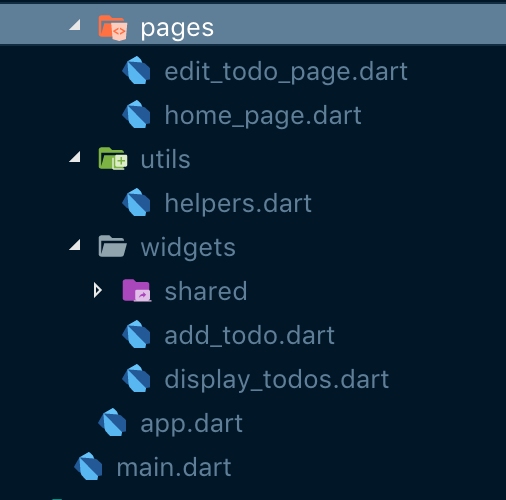 pages
edit_todo_page.dart
home_page.dart
utils
helpers.dart
widgets
shared
add_todo.dart
display_todos.dart
app.dart
main.dart